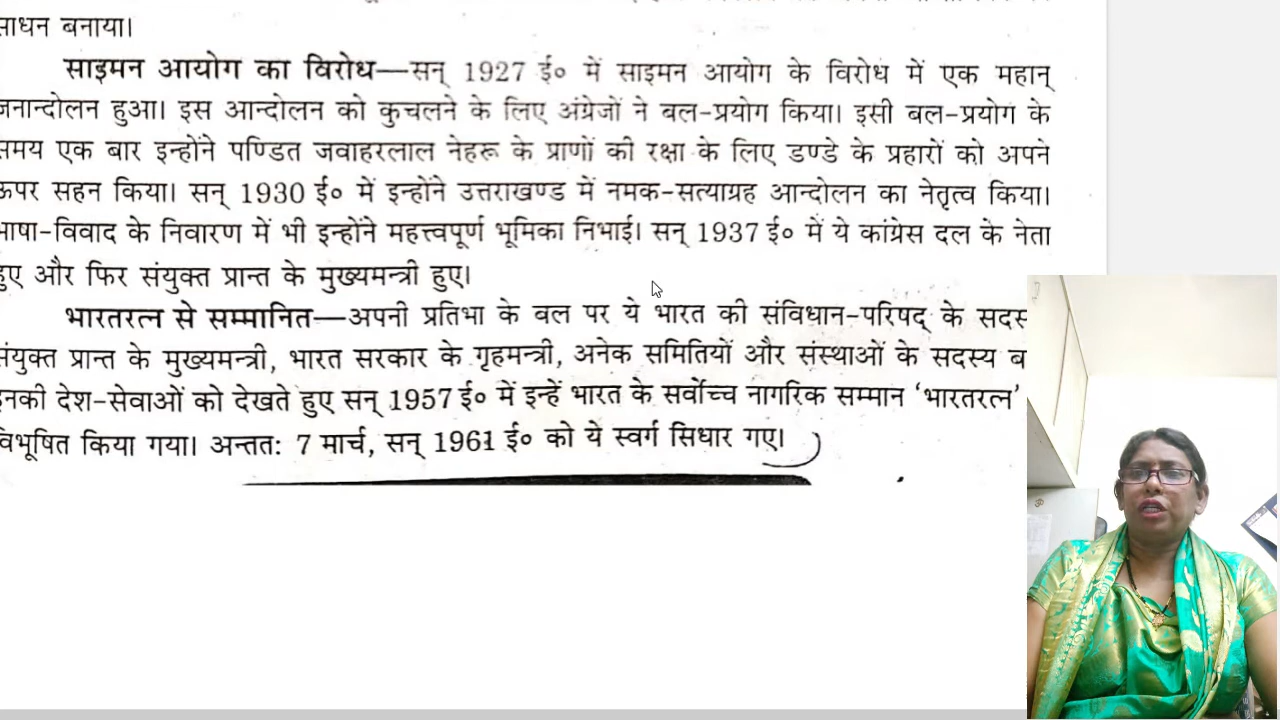 साधन बनाया।
साइमन आयोग का विरोध—सन् 1927 ई० में साइमन आयोग के विरोध में एक महान्
जनान्दोलन हुआ। इस आन्दोलन को कुचलने के लिए अंग्रेजों ने बल-प्रयोग किया। इसी बल-प्रयोग के
समय एक बार इन्होंने पण्डित जवाहरलाल नेहरू के प्राणों की रक्षा के लिए डण्डे के प्रहारों को अपने
ऊपर सहन किया। सन् 1930 ई० में इन्होंने उत्तराखण्ड में नमक-सत्याग्रह आन्दोलन का नेतृत्व किया।
भाषा-विवाद के निवारण में भी इन्होंने महत्त्वपूर्ण भूमिका निभाई। सन् 1937 ई० में ये कांग्रेस दल के नेता
हुए और फिर संयुक्त प्रान्त के मुख्यमन्त्री हुए।
भारतरत्न से सम्मानित—अपनी प्रतिभा के बल पर ये भारत की संविधान-परिषद् के सदस
संयुक्त प्रान्त के मुख्यमन्त्री, भारत सरकार के गृहमन्त्री, अनेक समितियों और संस्थाओं के सदस्य ब
इनकी देश-सेवाओं को देखते हुए सन् 1957 ई० में इन्हें भारत के सर्वोच्च नागरिक सम्मान ‘भारतरत्न’
विभूषित किया गया। अन्ततः 7 मार्च, सन् 1961 ई० को ये स्वर्ग सिधार गए।